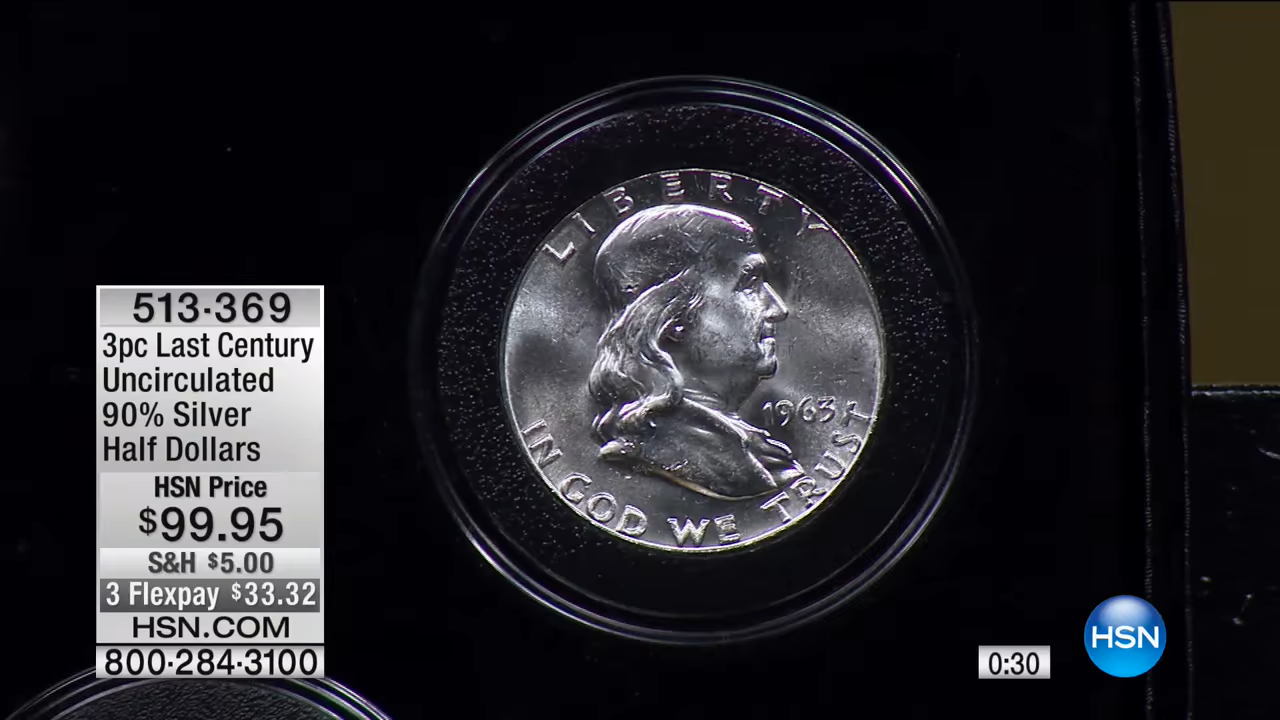 513-369
3pc Last Century
Uncirculated
90% Silver
Half Dollars
HSN Price
$99.95
S&H $5.00
3 Flexpay $33.32
HSN.COM
800-284-3100
LIBERTY
1963
IN GOD WE TRUST
0:30
HSN